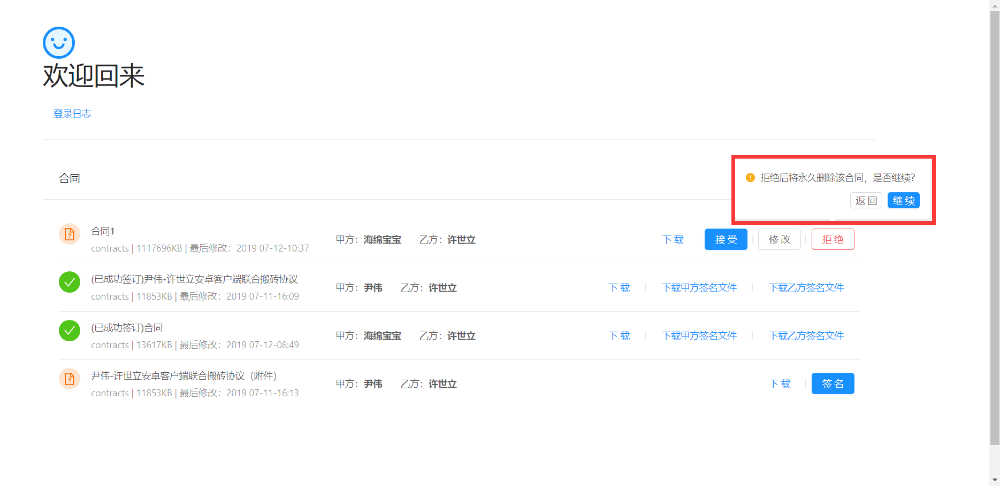 欢迎回来
登录日志
合同
拒绝后将永久删除该合同，是否继续？
返 回 继 续
合同1
contracts | 1117696KB | 最后修改：2019 07-12-10:37
甲方：海绵宝宝 乙方：许世立 下 载 接 受 修 改 拒 绝
(已成功签订)尹伟-许世立安卓客户端联合搬砖协议
contracts | 11853KB | 最后修改：2019 07-11-16:09
甲方：尹伟 乙方：许世立 下 载 下载甲方签名文件 下载乙方签名文件
(已成功签订)合同
contracts | 13617KB | 最后修改：2019 07-12-08:49
甲方：海绵宝宝 乙方：许世立 下 载 下载甲方签名文件 下载乙方签名文件
尹伟-许世立安卓客户端联合搬砖协议（附件）
contracts | 11853KB | 最后修改：2019 07-11-16:13
甲方：尹伟 乙方：许世立 下 载 签 名